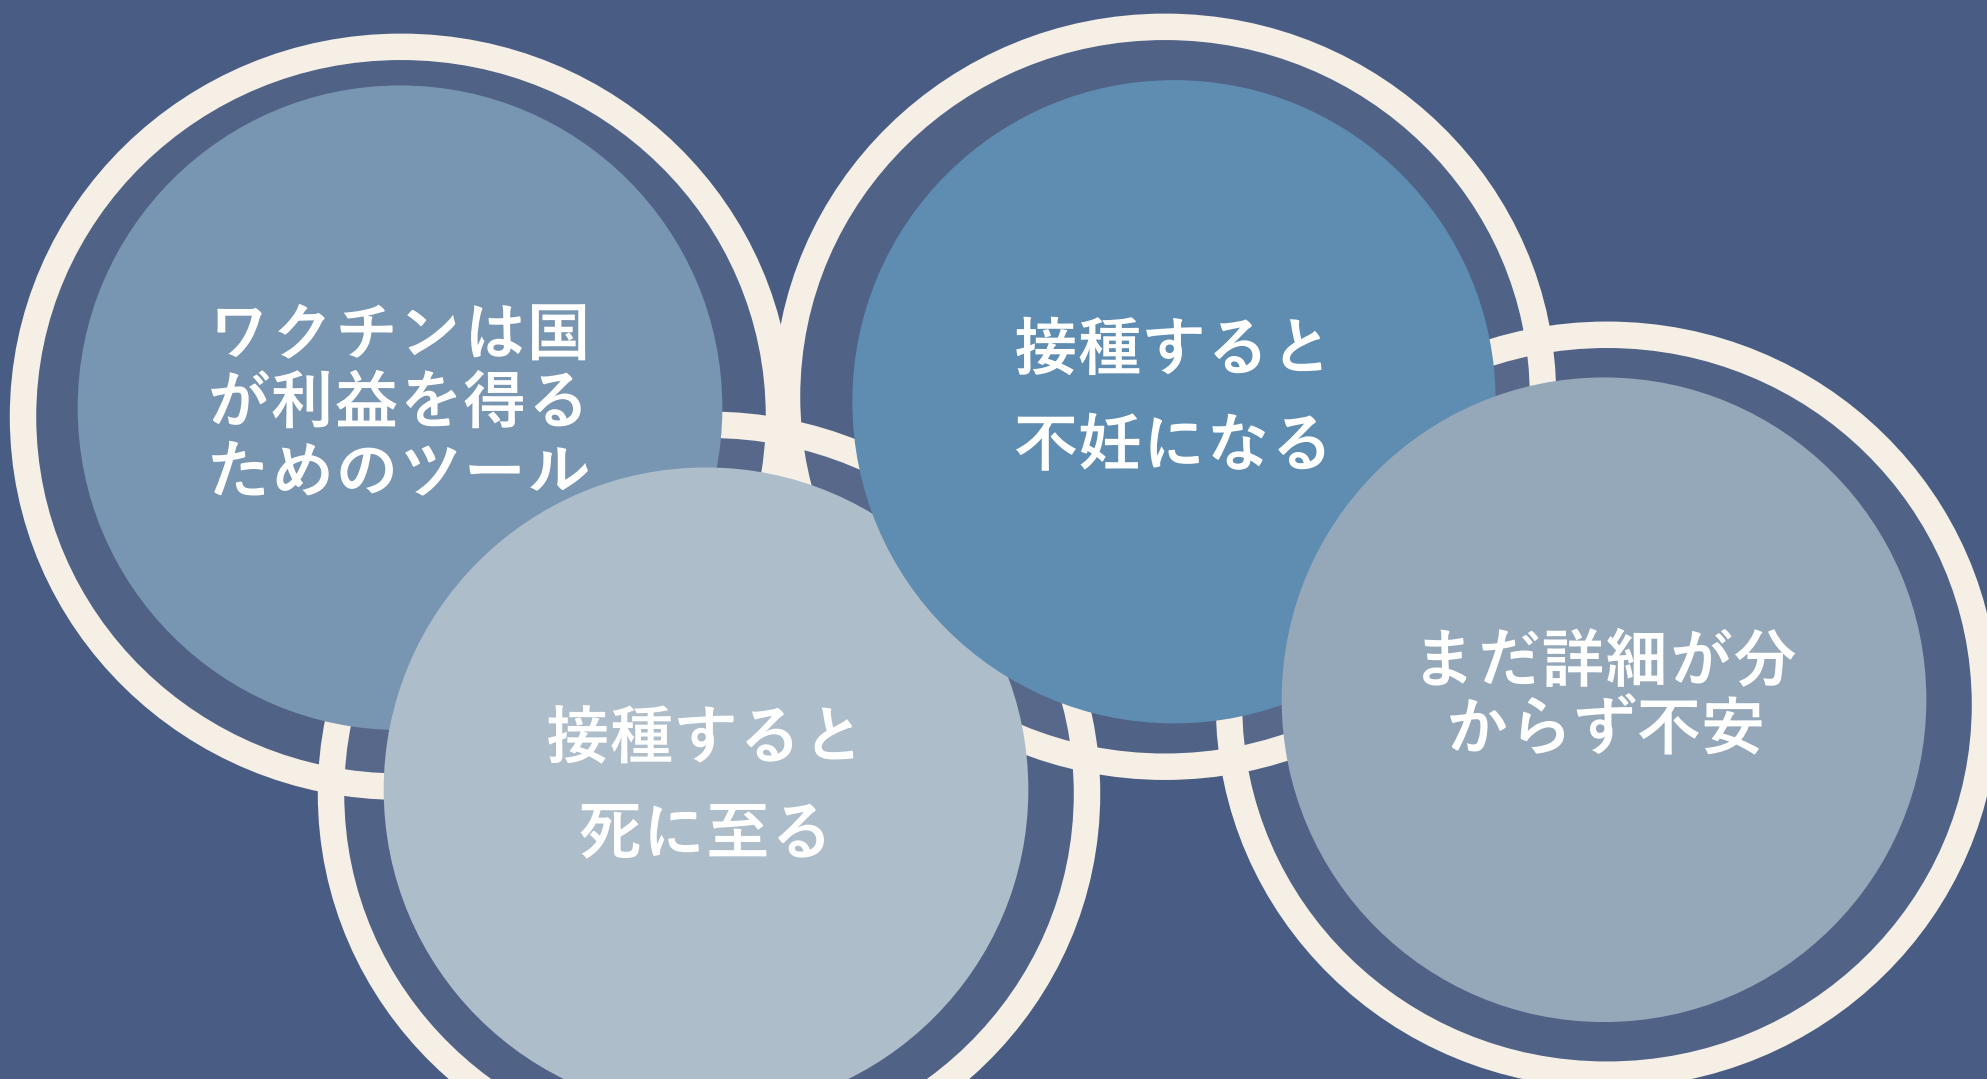 ワクチンは国
が利益を得る
ためのツール
接種すると
死に至る
接種すると
不妊になる
まだ詳細が分
からず不安